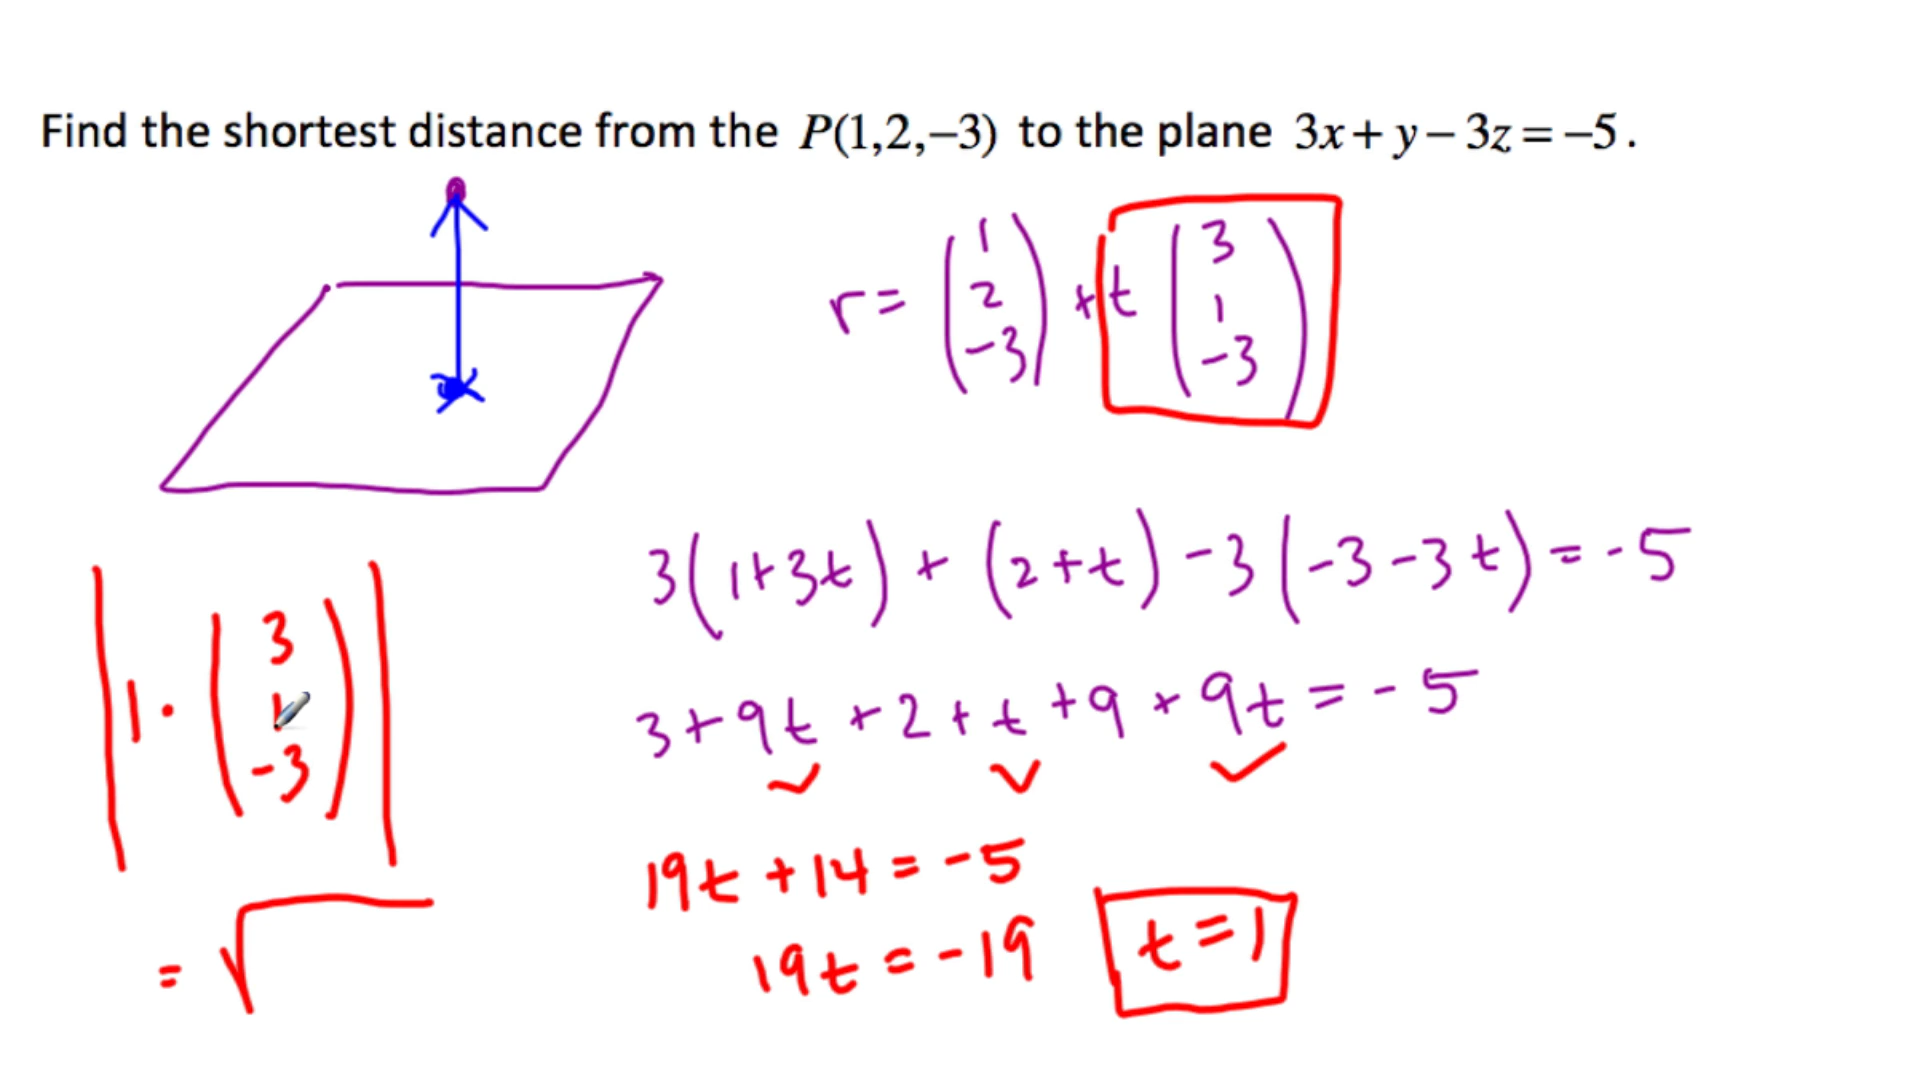 Find the shortest distance from the P(1,2,−3) to the plane 3x + y − 3z = −5.
r = (1 2 -3) + t (3 1 -3)
3(1+3t) + (2+t) -3(-3-3t) = -5
3+9t +2+t +9+9t = -5
|1 · (3 1 -3)|
19t +14 = -5
19t = -19
t = 1
= √